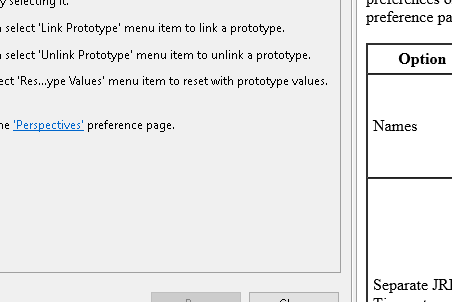 y selecting it.
select 'Link Prototype' menu item to link a prototype.
select 'Unlink Prototype' menu item to unlink a prototype.
ect 'Res...ype Values' menu item to reset with prototype values.
he 'Perspectives' preference page.
preferences
preference pa
Option
Names
Separate JR